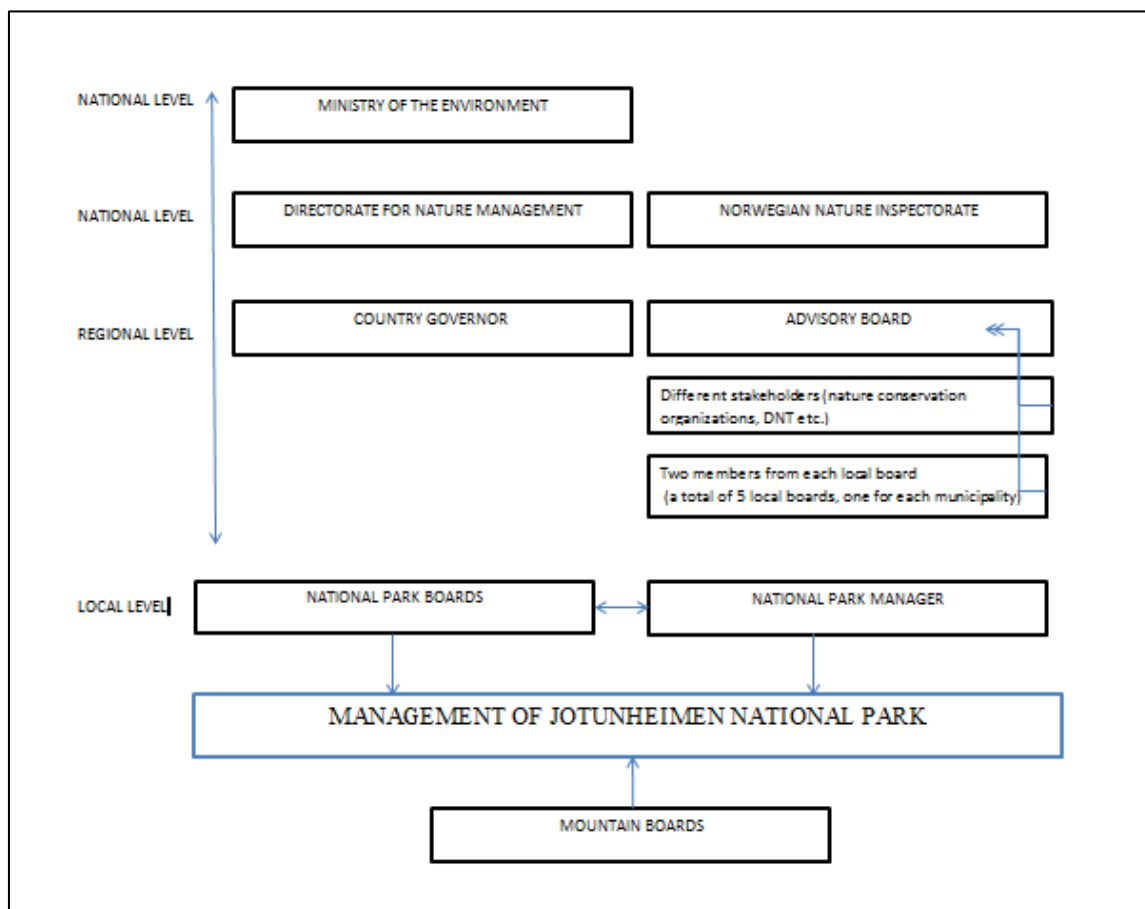 NATIONAL LEVEL
MINISTRY OF THE ENVIRONMENT
NATIONAL LEVEL
DIRECTORATE FOR NATURE MANAGEMENT
NORWEGIAN NATURE INSPECTORATE
REGIONAL LEVEL
COUNTRY GOVERNOR
ADVISORY BOARD
Different stakeholders (nature conservation
organizations, DNT etc.)
Two members from each local board
(a total of 5 local boards, one for each municipality)
LOCAL LEVEL
NATIONAL PARK BOARDS
NATIONAL PARK MANAGER
MANAGEMENT OF JOTUNHEIMEN NATIONAL PARK
MOUNTAIN BOARDS